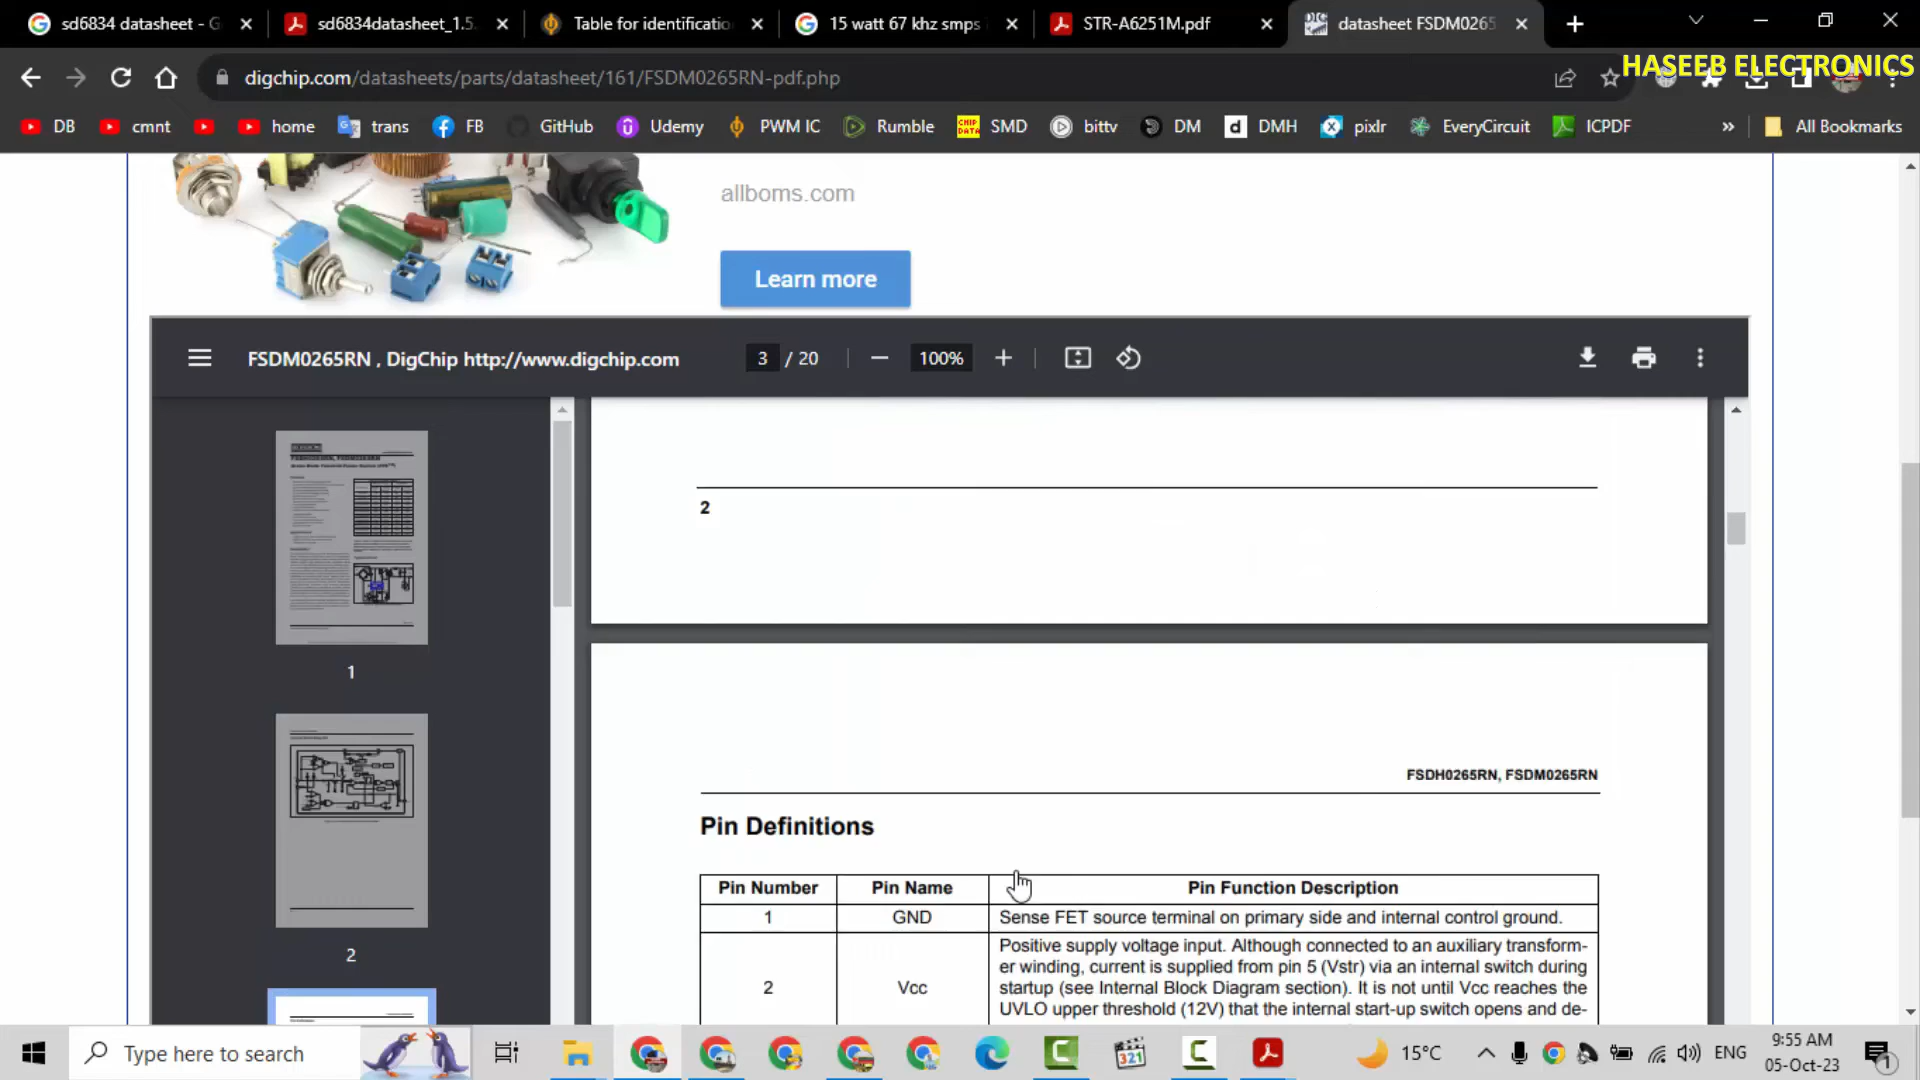 sd6834 datasheet - G
sd6834datasheet_1.5.
Table for identificatio
15 watt 67 khz smps i
STR-A6251M.pdf
datasheet FSDM0265
HASEEB ELECTRONICS
digchip.com/datasheets/parts/datasheet/161/FSDM0265RN-pdf.php
DB
cmnt
home
trans
FB
GitHub
Udemy
PWM IC
Rumble
CHIP DATA
SMD
bittv
DM
DMH
pixlr
EveryCircuit
ICPDF
»
All Bookmarks
allboms.com
Learn more
FSDM0265RN , DigChip http://www.digchip.com
3 / 20
100%
1
2
2
FSDH0265RN, FSDM0265RN
Pin Definitions
Pin Number Pin Name Pin Function Description
1 GND Sense FET source terminal on primary side and internal control ground.
2 Vcc Positive supply voltage input. Although connected to an auxiliary transform-
er winding, current is supplied from pin 5 (Vstr) via an internal switch during
startup (see Internal Block Diagram section). It is not until Vcc reaches the
UVLO upper threshold (12V) that the internal start-up switch opens and de-
Type here to search
321
15°C
ENG
9:55 AM
05-Oct-23
1